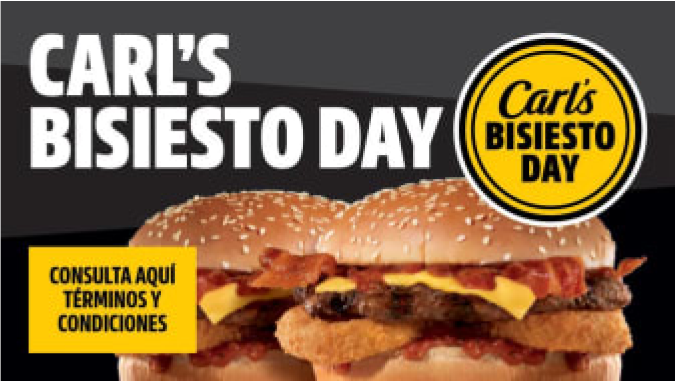 CARL'S
BISIESTO DAY
Carl's
BISIESTO
DAY
CONSULTA AQUÍ
TÉRMINOS Y
CONDICIONES